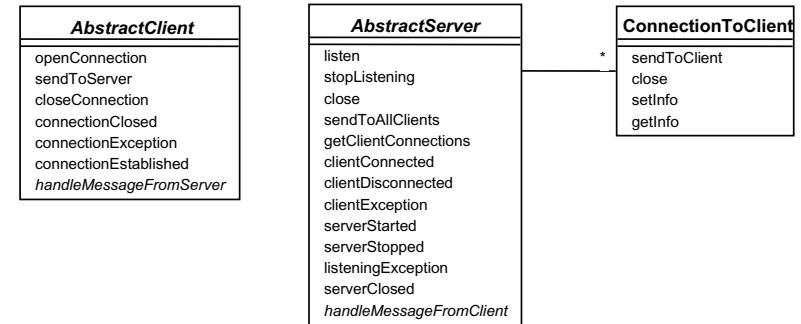 AbstractClient
openConnection
sendToServer
closeConnection
connectionClosed
connectionException
connectionEstablished
handleMessageFromServer
AbstractServer
listen
stopListening
close
sendToAllClients
getClientConnections
clientConnected
clientDisconnected
clientException
serverStarted
serverStopped
listeningException
serverClosed
handleMessageFromClient
*
ConnectionToClient
sendToClient
close
setInfo
getInfo